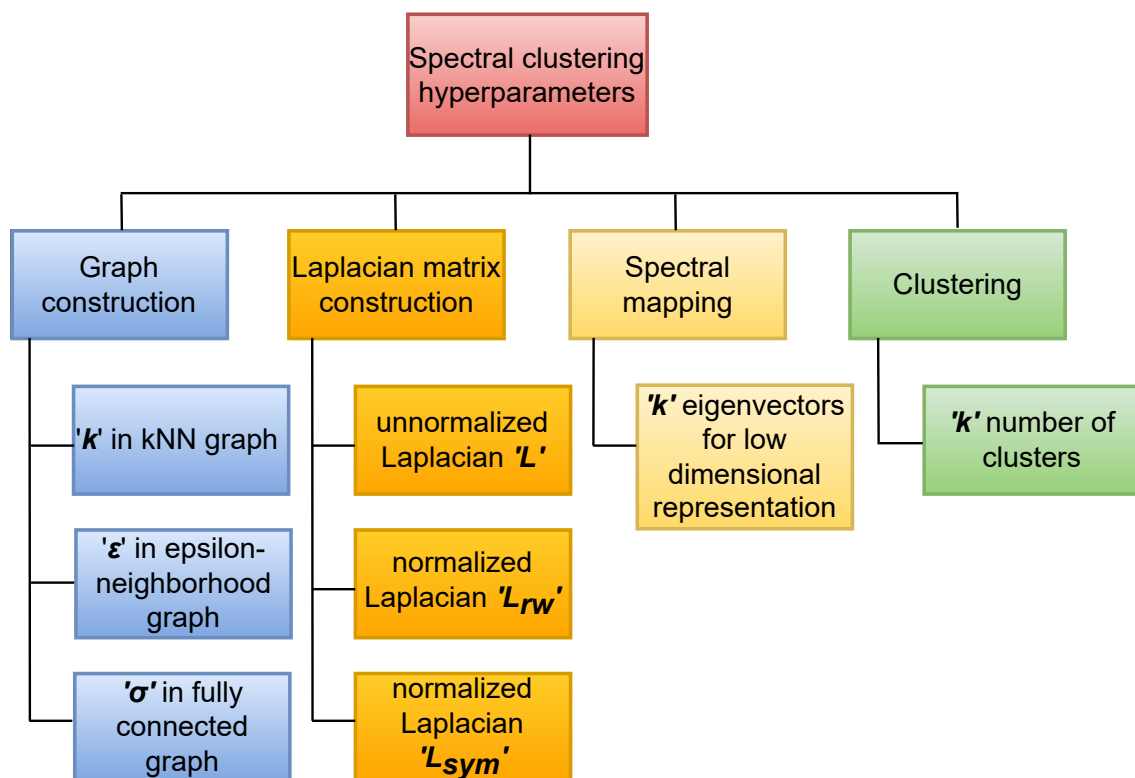 Spectral clustering
hyperparameters
Graph
construction
Laplacian matrix
construction
Spectral
mapping
Clustering
'k' in kNN graph
'ε' in epsilon-
neighborhood
graph
'σ' in fully
connected
graph
unnormalized
Laplacian 'L'
normalized
Laplacian 'Lrw'
normalized
Laplacian
'Lsym'
'k' eigenvectors
for low
dimensional
representation
'k' number of
clusters